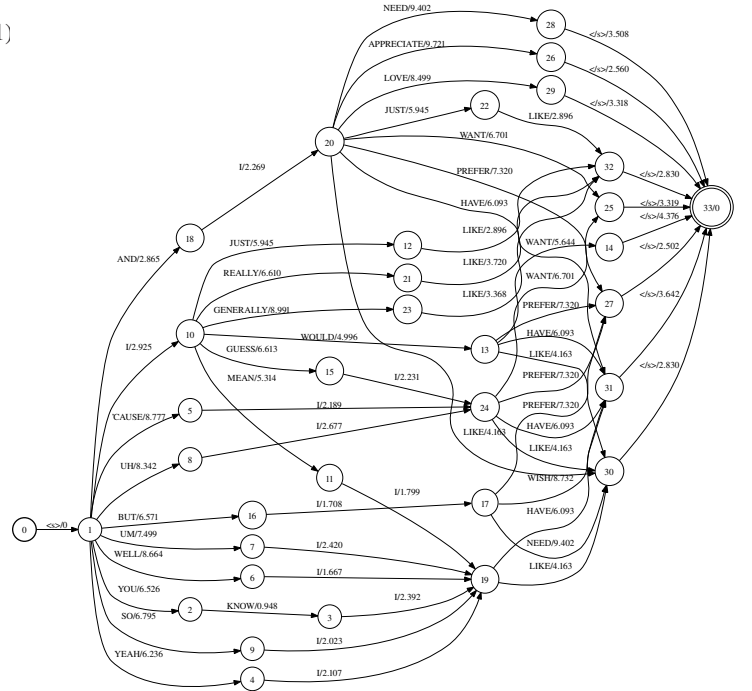 1)
NEED/9.402
28
</s>/3.508
APPRECIATE/9.721
26
</s>/2.560
LOVE/8.499
29
</s>/3.318
JUST/5.945
22
LIKE/2.896
20
WANT/6.701
32
</s>/2.830
I/2.269
PREFER/7.320
25
</s>/3.319
33/0
HAVE/6.093
</s>/4.376
18
JUST/5.945
12
LIKE/2.896
WANT/5.644
14
</s>/2.502
AND/2.865
REALLY/6.610
21
LIKE/3.720
WANT/6.701
27
</s>/3.642
GENERALLY/8.991
23
LIKE/3.368
PREFER/7.320
I/2.925
10
WOULD/4.996
13
HAVE/6.093
GUESS/6.613
LIKE/4.163
</s>/2.830
MEAN/5.314
15
I/2.231
PREFER/7.320
31
'CAUSE/8.777
5
I/2.189
24
PREFER/7.320
HAVE/6.093
UH/8.342
8
I/2.677
LIKE/4.163
LIKE/4.163
30
11
I/1.799
WISH/8.732
BUT/6.571
16
I/1.708
17
HAVE/6.093
0
<s>/0
1
UM/7.499
7
I/2.420
NEED/9.402
WELL/8.664
6
I/1.667
19
LIKE/4.163
YOU/6.526
2
KNOW/0.948
3
I/2.392
SO/6.795
9
I/2.023
YEAH/6.236
4
I/2.107